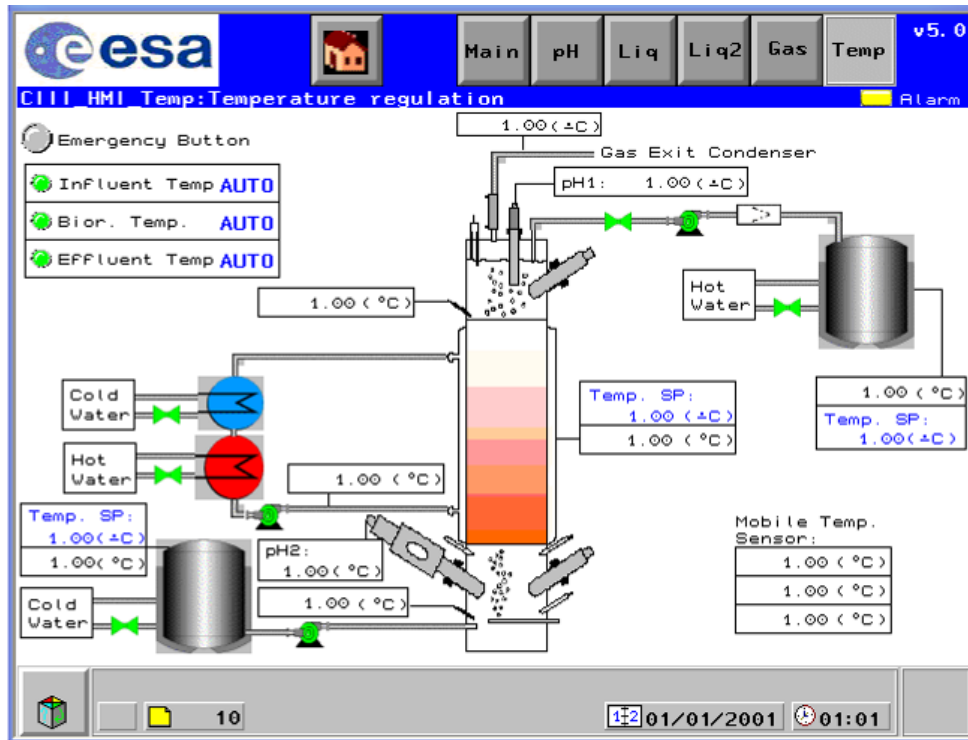 esa
Main
pH
Liq
Liq2
Gas
Temp
v5.0
CIII_HMI_Temp:Temperature regulation
Alarm
Emergency Button
1.00(±C)
Gas Exit Condenser
Influent Temp AUTO
Bior. Temp. AUTO
Effluent Temp AUTO
pH1: 1.00(±C)
1.00(°C)
Hot
Water
Cold
Water
Temp. SP:
1.00(±C)
1.00(°C)
1.00(°C)
Temp. SP:
1.00(±C)
Hot
Water
1.00 (°C)
Temp. SP:
1.00(±C)
1.00(°C)
pH2:
1.00(°C)
Mobile Temp.
Sensor:
1.00(°C)
1.00(°C)
1.00(°C)
Cold
Water
1.00(°C)
10
1 2 01/01/2001
01:01